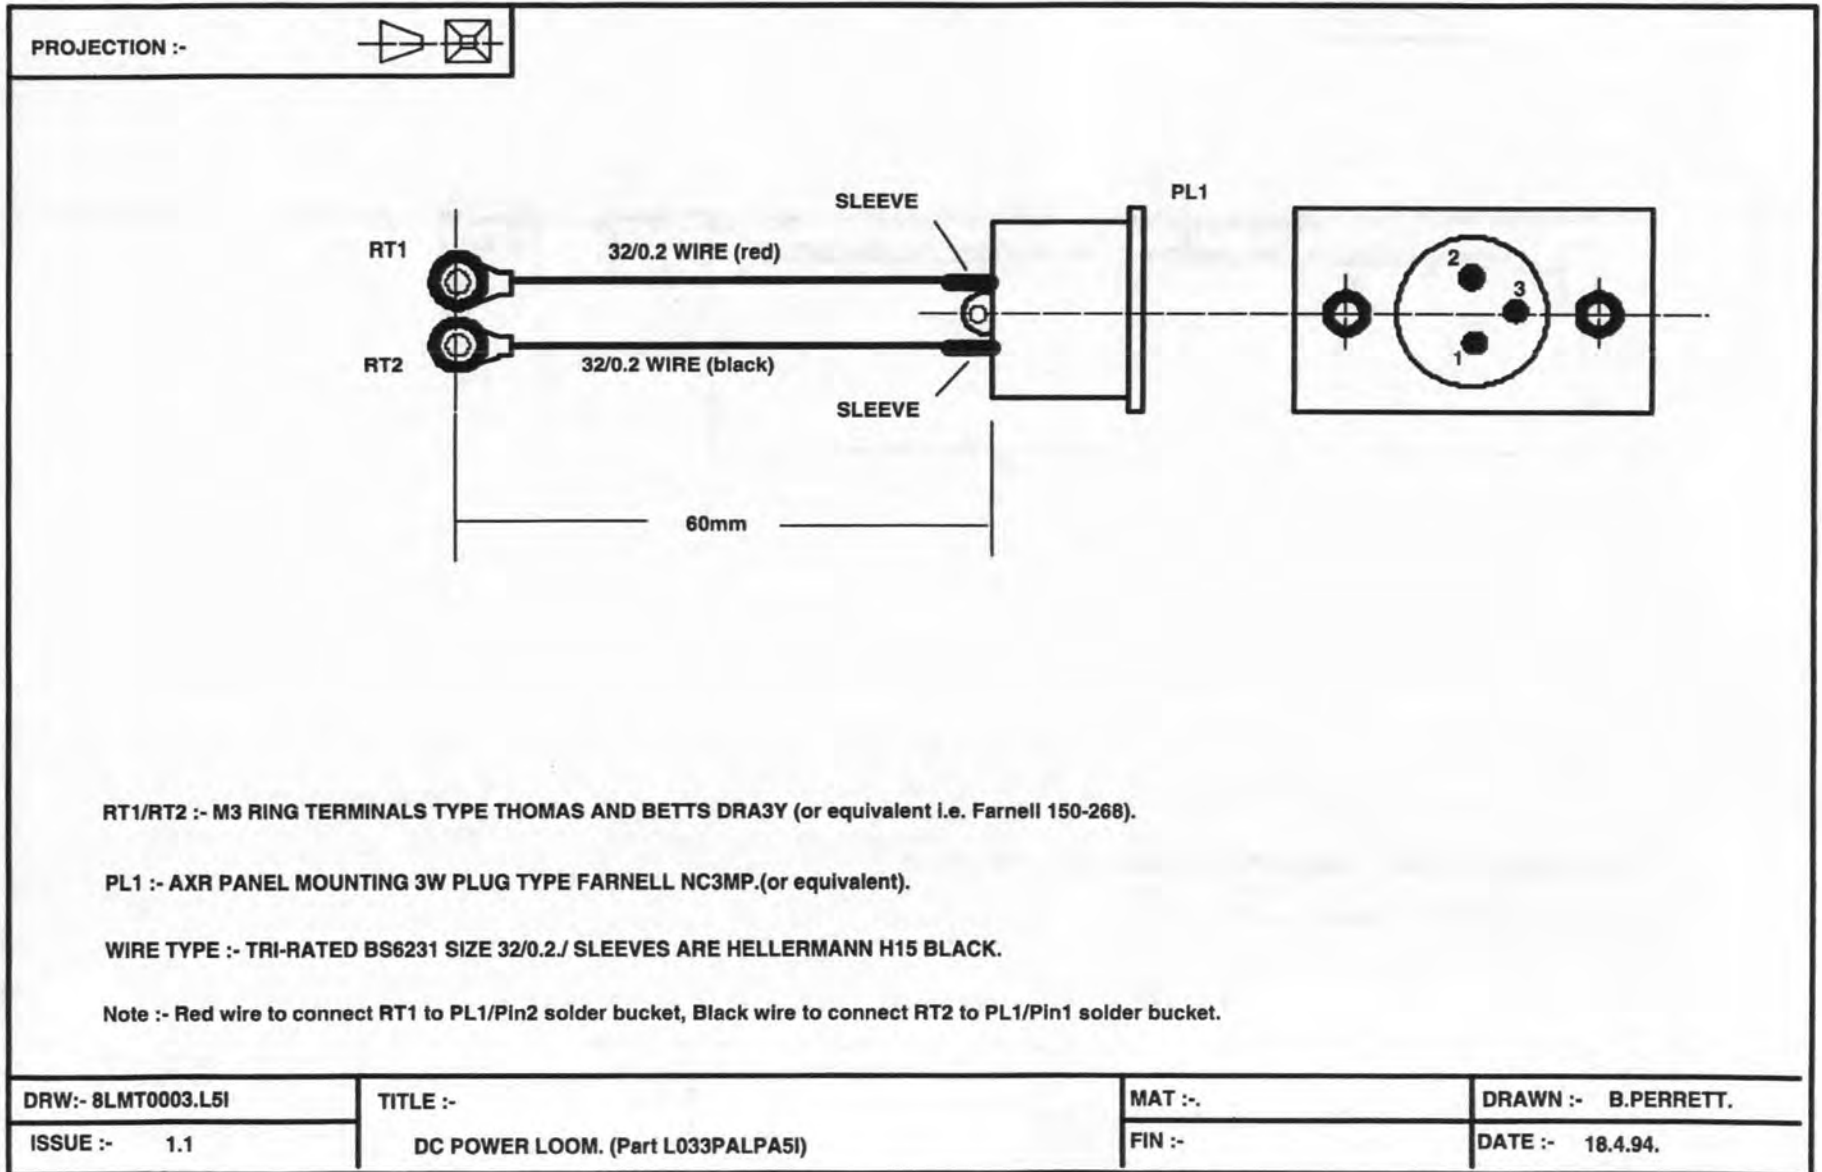 PROJECTION :-
SLEEVE
PL1
RT1
32/0.2 WIRE (red)
2
3
1
RT2
32/0.2 WIRE (black)
SLEEVE
60mm
RT1/RT2 :- M3 RING TERMINALS TYPE THOMAS AND BETTS DRA3Y (or equivalent i.e. Farnell 150-268).
PL1 :- AXR PANEL MOUNTING 3W PLUG TYPE FARNELL NC3MP.(or equivalent).
WIRE TYPE :- TRI-RATED BS6231 SIZE 32/0.2./ SLEEVES ARE HELLERMANN H15 BLACK.
Note :- Red wire to connect RT1 to PL1/Pin2 solder bucket, Black wire to connect RT2 to PL1/Pin1 solder bucket.
DRW:- 8LMT0003.L5I
TITLE :-
MAT :-.
DRAWN :- B.PERRETT.
ISSUE :- 1.1
DC POWER LOOM. (Part L033PALPA5I)
FIN :-
DATE :- 18.4.94.